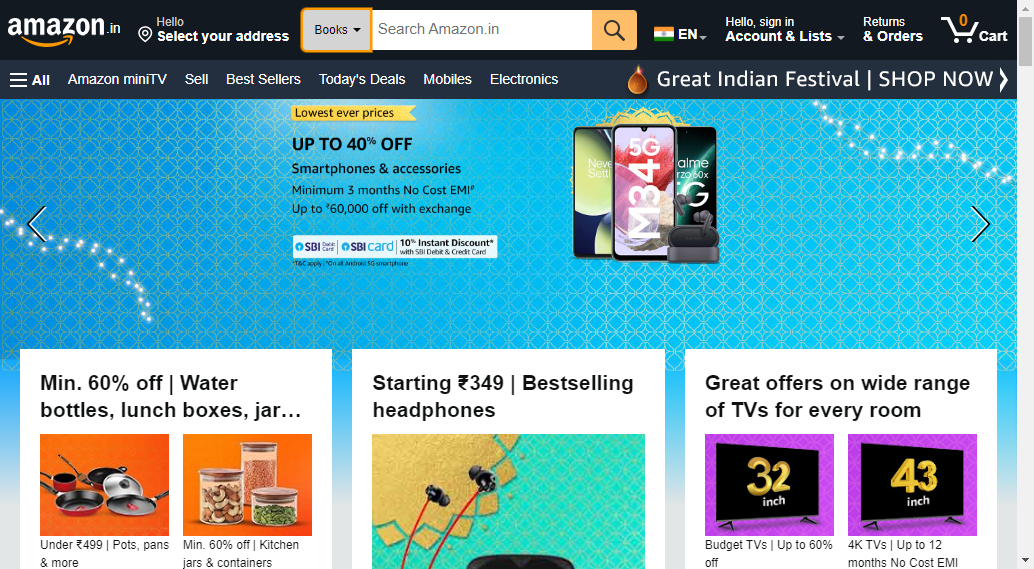 amazon.in
Hello
Select your address
Books
Search Amazon.in
EN
Hello, sign in
Account & Lists
Returns
& Orders
0
Cart
All
Amazon miniTV
Sell
Best Sellers
Today's Deals
Mobiles
Electronics
Great Indian Festival | SHOP NOW
Lowest ever prices
UP TO 40% OFF
Smartphones & accessories
Minimum 3 months No Cost EMI#
Up to ₹60,000 off with exchange
SBI Debit Card | SBI card | 10% Instant Discount*
with SBI Debit & Credit Card
*T&C apply | #On all Android 5G smartphone
Never
Settl
5G
M34
alme
rzo 60x
5G
Min. 60% off | Water
bottles, lunch boxes, jar…
Starting ₹349 | Bestselling
headphones
Great offers on wide range
of TVs for every room
32
inch
43
inch
Under ₹499 | Pots, pans
& more
Min. 60% off | Kitchen
jars & containers
Budget TVs | Up to 60%
off
4K TVs | Up to 12
months No Cost EMI